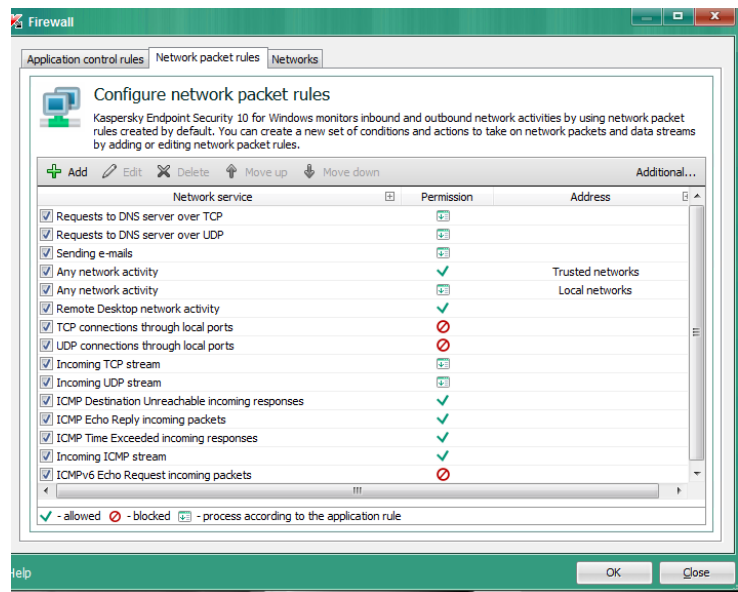 Firewall
Application control rules Network packet rules Networks
Configure network packet rules
Kaspersky Endpoint Security 10 for Windows monitors inbound and outbound network activities by using network packet
rules created by default. You can create a new set of conditions and actions to take on network packets and data streams
by adding or editing network packet rules.
Add Edit Delete Move up Move down Additional...
Network service Permission Address
Requests to DNS server over TCP
Requests to DNS server over UDP
Sending e-mails
Any network activity Trusted networks
Any network activity Local networks
Remote Desktop network activity
TCP connections through local ports
UDP connections through local ports
Incoming TCP stream
Incoming UDP stream
ICMP Destination Unreachable incoming responses
ICMP Echo Reply incoming packets
ICMP Time Exceeded incoming responses
Incoming ICMP stream
ICMPv6 Echo Request incoming packets
- allowed - blocked - process according to the application rule
Help OK Close